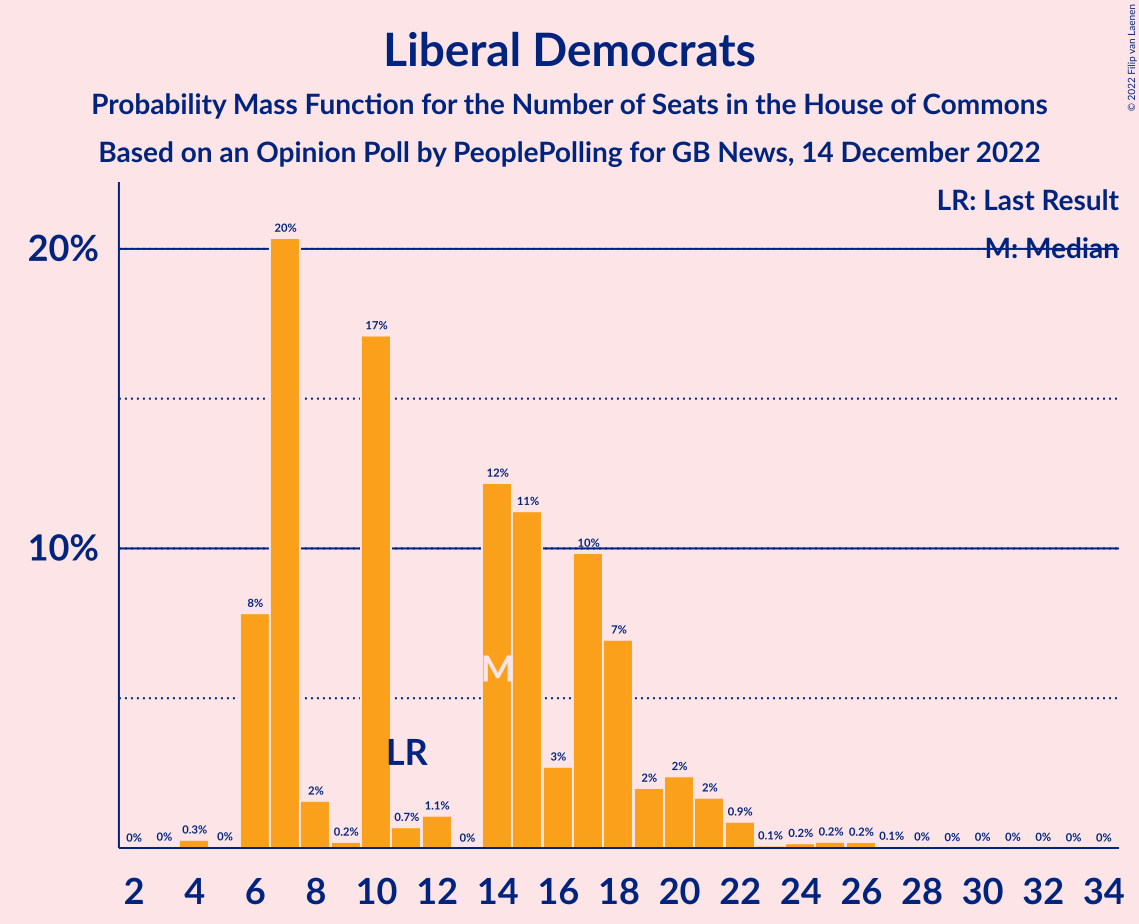 © 2022 Filip van Laenen
Liberal Democrats
Probability Mass Function for the Number of Seats in the House of Commons
Based on an Opinion Poll by PeoplePolling for GB News, 14 December 2022
LR: Last Result
M: Median
20%
10%
0% 0% 0.3% 0% 8% 20% 2% 0.2% 17% 0.7% 1.1% 0% 12% 11% 3% 10% 7% 2% 2% 2% 0.9% 0.1% 0.2% 0.2% 0.2% 0.1% 0% 0% 0% 0% 0% 0% 0%
M
LR
2 4 6 8 10 12 14 16 18 20 22 24 26 28 30 32 34